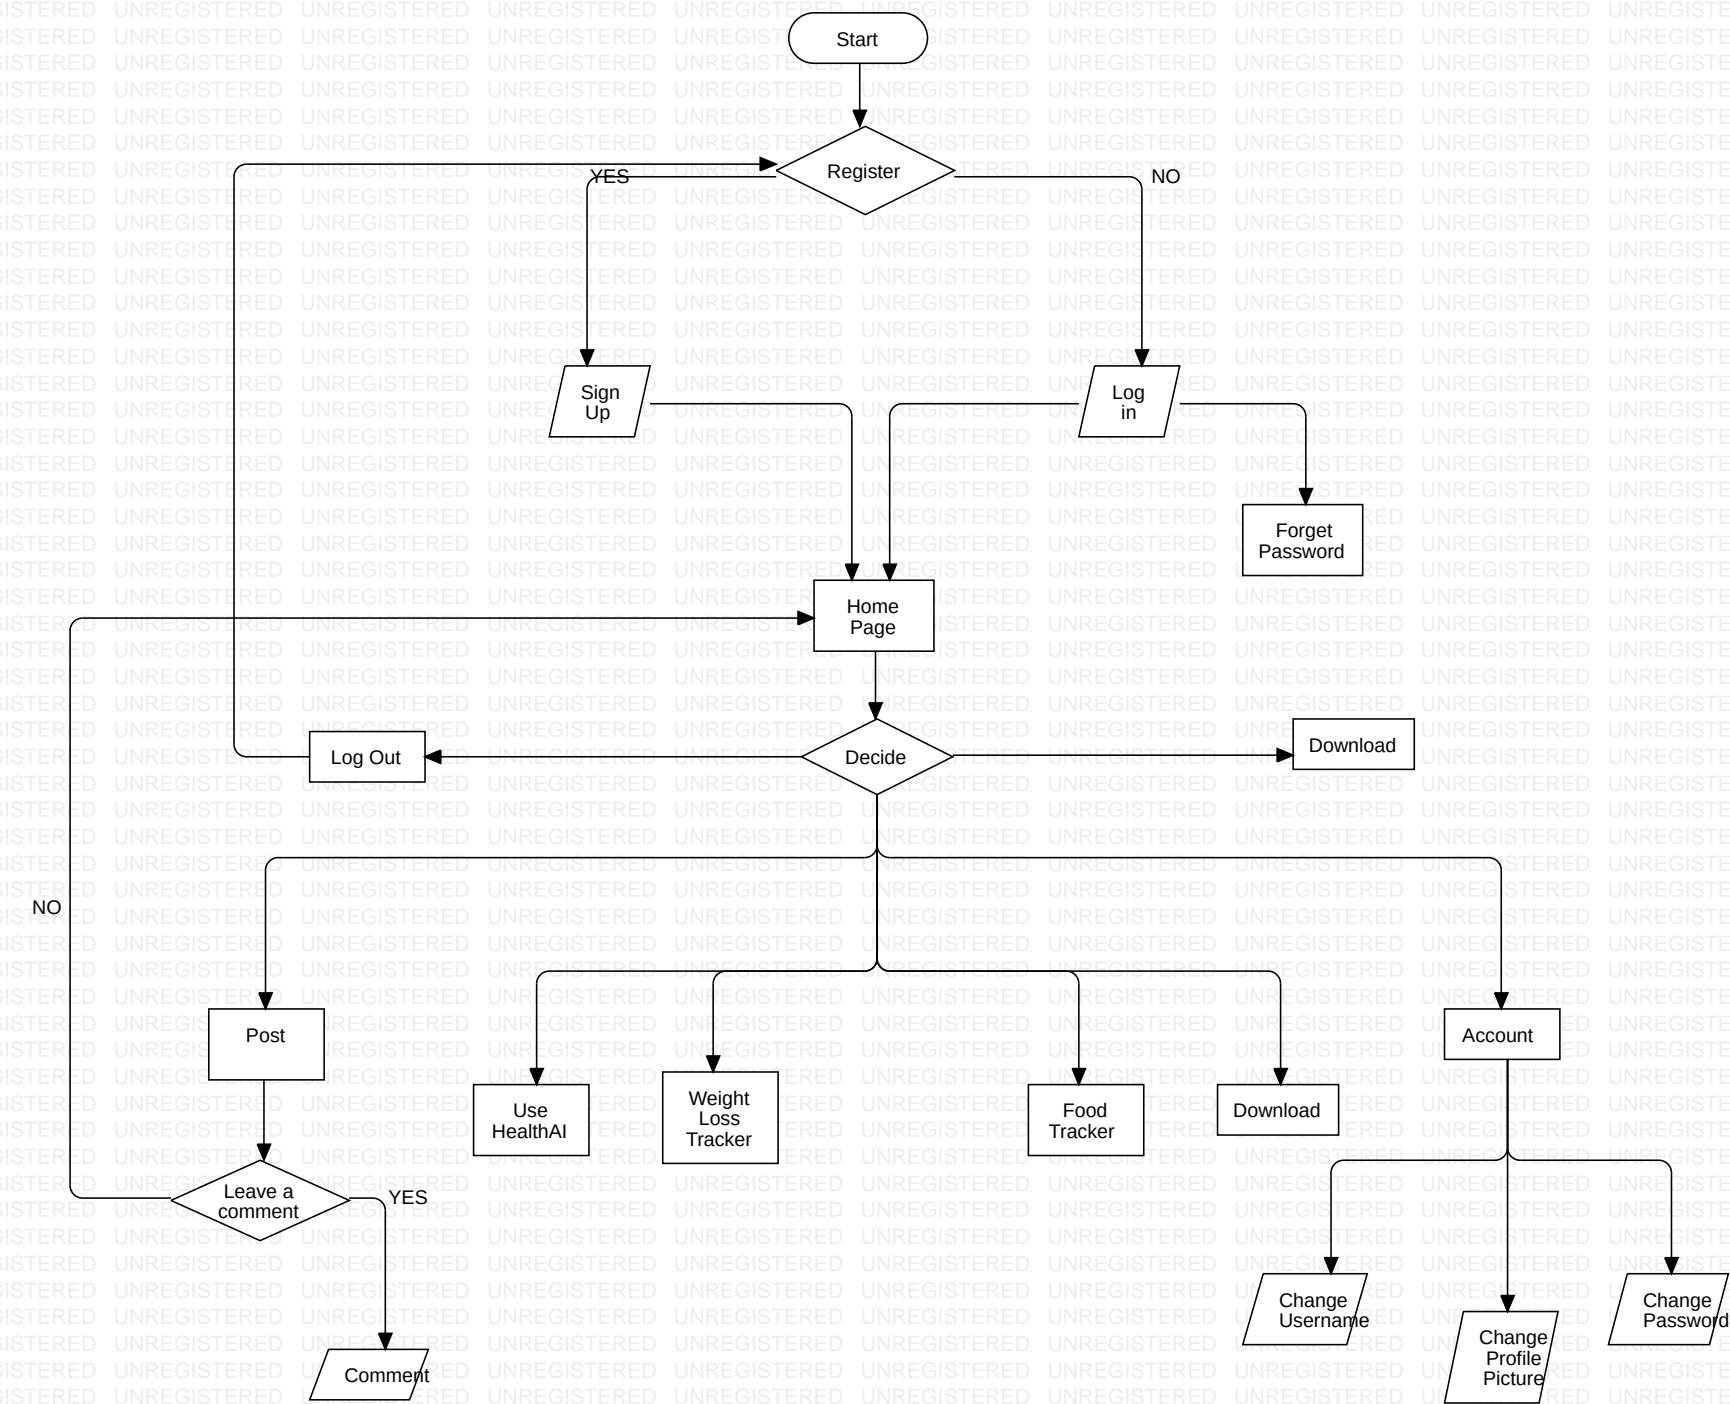 Start
Register
YES
NO
Sign
Up
Log
in
Forget
Password
Home
Page
Log Out
Decide
Download
NO
Post
Account
Use
HealthAI
Weight
Loss
Tracker
Food
Tracker
Download
Leave a
comment
YES
Change
Username
Change
Profile
Picture
Change
Password
Comment
UNREGISTERED